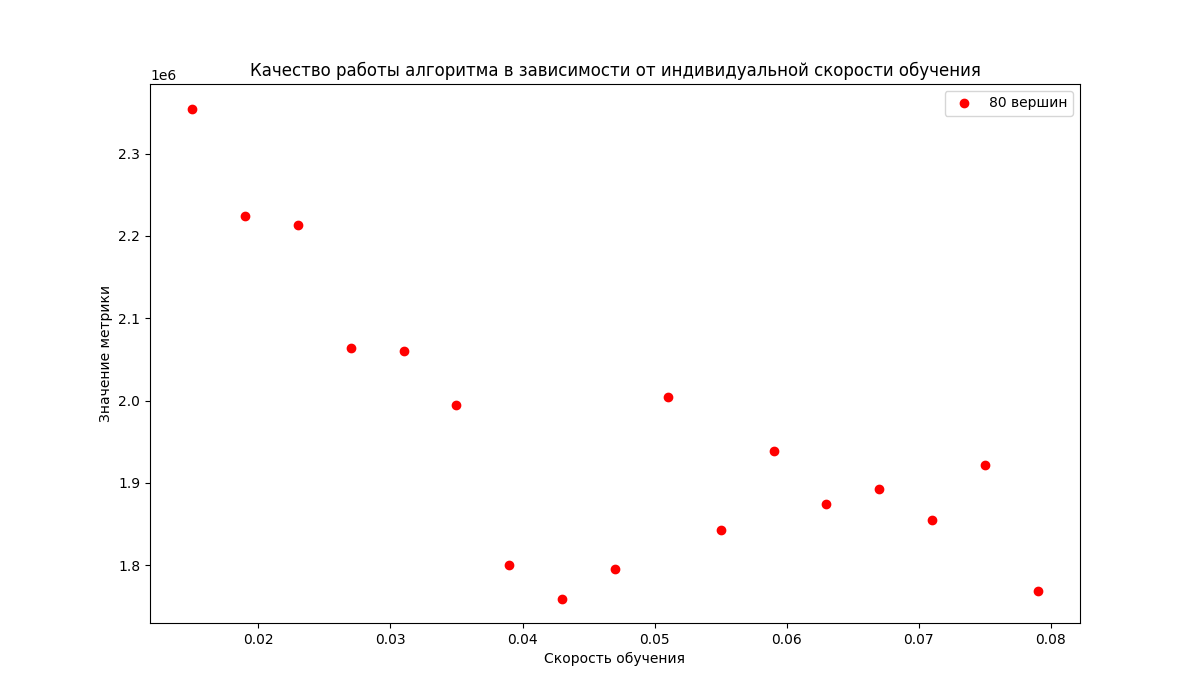 Качество работы алгоритма в зависимости от индивидуальной скорости обучения
1e6
80 вершин
2.3
2.2
2.1
2.0
1.9
1.8
Значение метрики
0.02 0.03 0.04 0.05 0.06 0.07 0.08
Скорость обучения